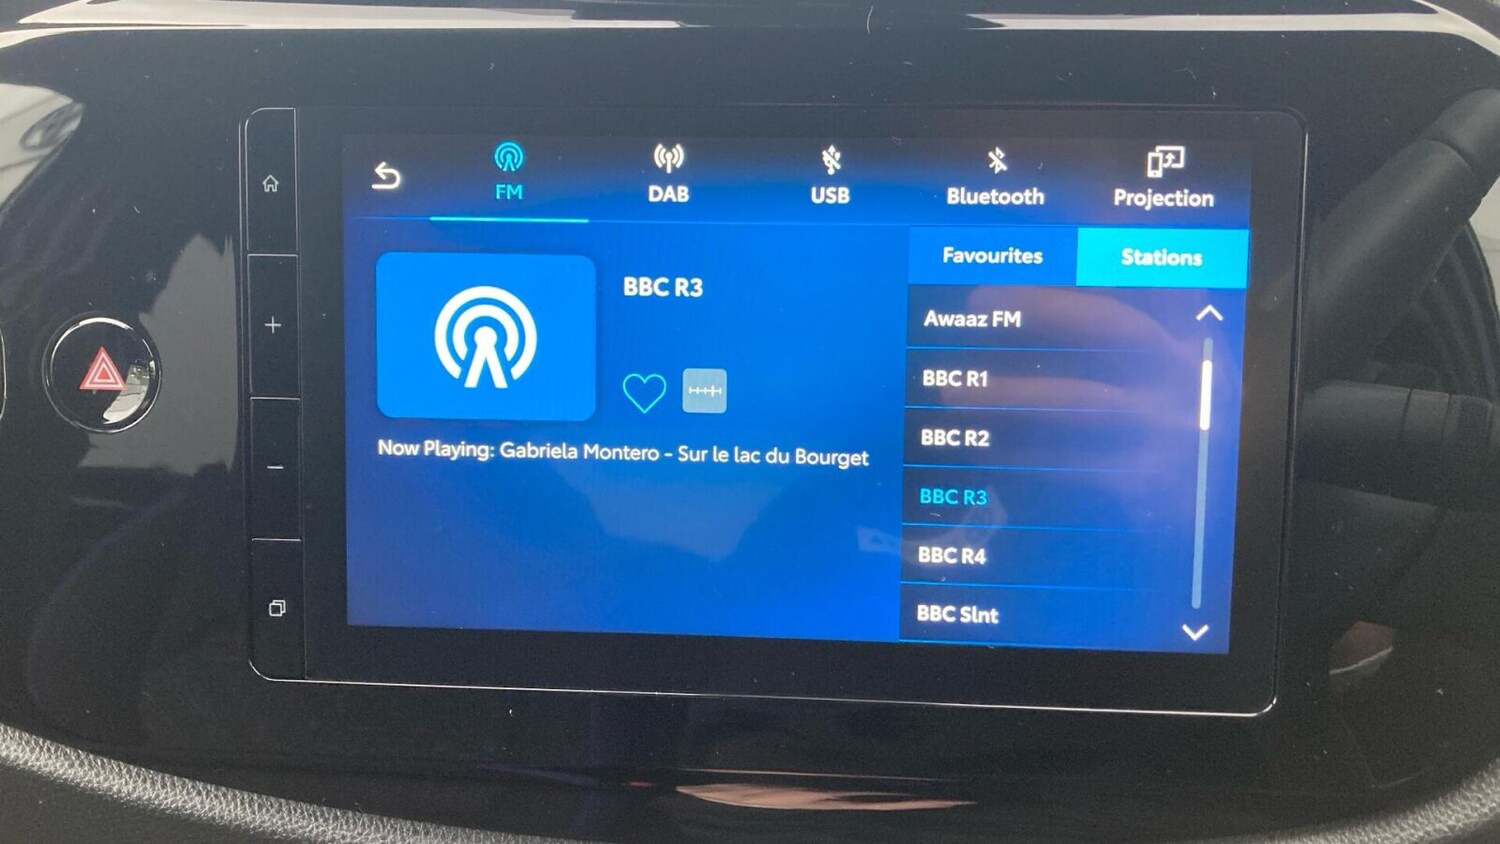 FM
DAB
USB
Bluetooth
Projection
BBC R3
Now Playing: Gabriela Montero - Sur le lac du Bourget
Favourites
Stations
Awaaz FM
BBC R1
BBC R2
BBC R3
BBC R4
BBC Slnt